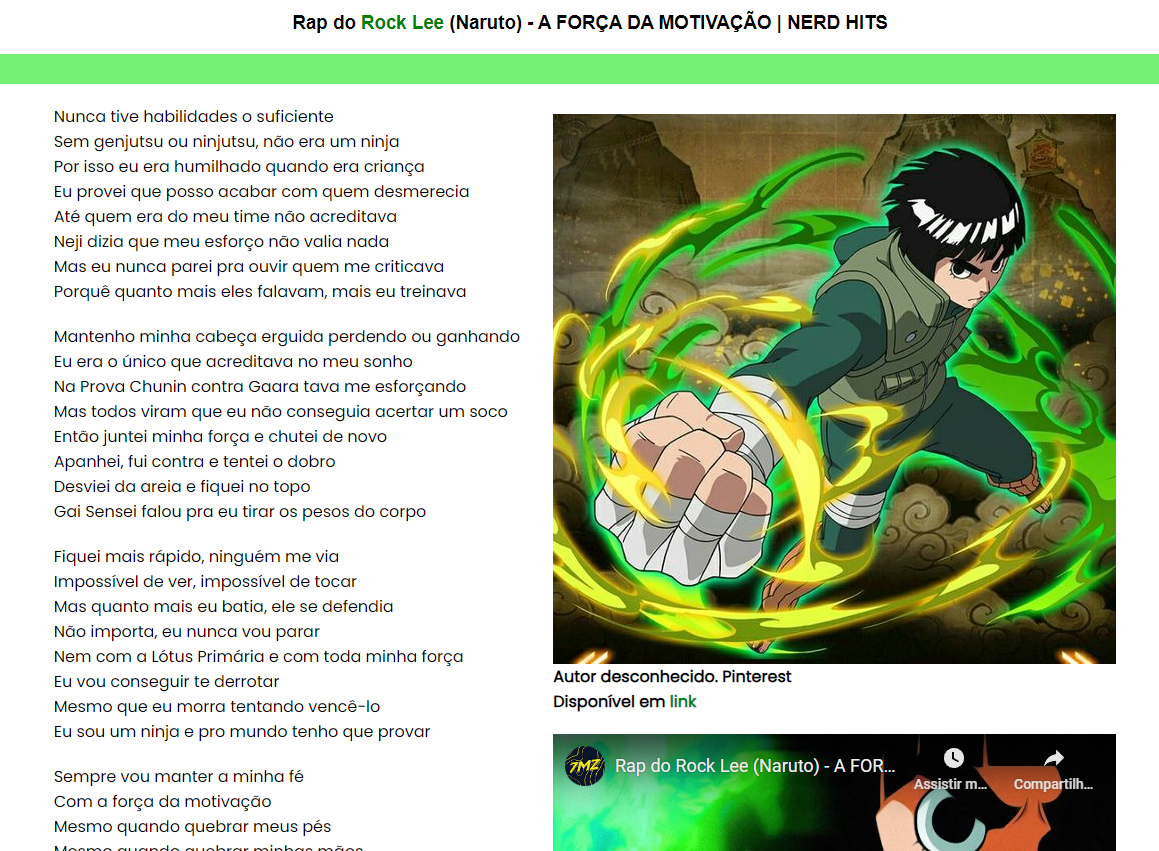 Rap do Rock Lee (Naruto) - A FORÇA DA MOTIVAÇÃO | NERD HITS
Nunca tive habilidades o suficiente
Sem genjutsu ou ninjutsu, não era um ninja
Por isso eu era humilhado quando era criança
Eu provei que posso acabar com quem desmerecia
Até quem era do meu time não acreditava
Neji dizia que meu esforço não valia nada
Mas eu nunca parei pra ouvir quem me criticava
Porquê quanto mais eles falavam, mais eu treinava
Mantenho minha cabeça erguida perdendo ou ganhando
Eu era o único que acreditava no meu sonho
Na Prova Chunin contra Gaara tava me esforçando
Mas todos viram que eu não conseguia acertar um soco
Então juntei minha força e chutei de novo
Apanhei, fui contra e tentei o dobro
Desviei da areia e fiquei no topo
Gai Sensei falou pra eu tirar os pesos do corpo
Fiquei mais rápido, ninguém me via
Impossível de ver, impossível de tocar
Mas quanto mais eu batia, ele se defendia
Não importa, eu nunca vou parar
Nem com a Lótus Primária e com toda minha força
Eu vou conseguir te derrotar
Mesmo que eu morra tentando vencê-lo
Eu sou um ninja e pro mundo tenho que provar
Sempre vou manter a minha fé
Com a força da motivação
Mesmo quando quebrar meus pés
Mesmo quando quebrar minhas mãos
Autor desconhecido. Pinterest
Disponível em link
7MZ
Rap do Rock Lee (Naruto) - A FOR...
Assistir m...
Compartilh...